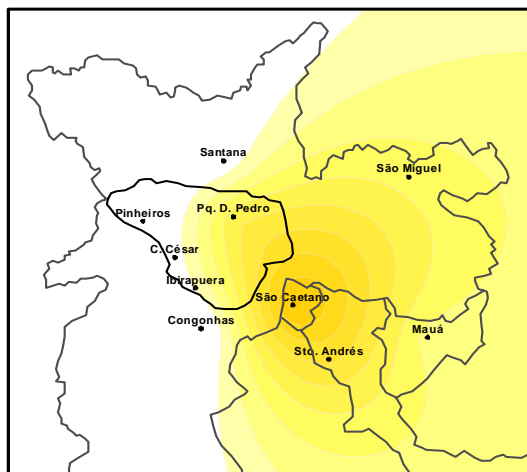 Santana
São Miguel
Pq. D. Pedro
Pinheiros
C. César
Ibirapuera
São Caetano
Congonhas
Mauá
Sto. Andrés